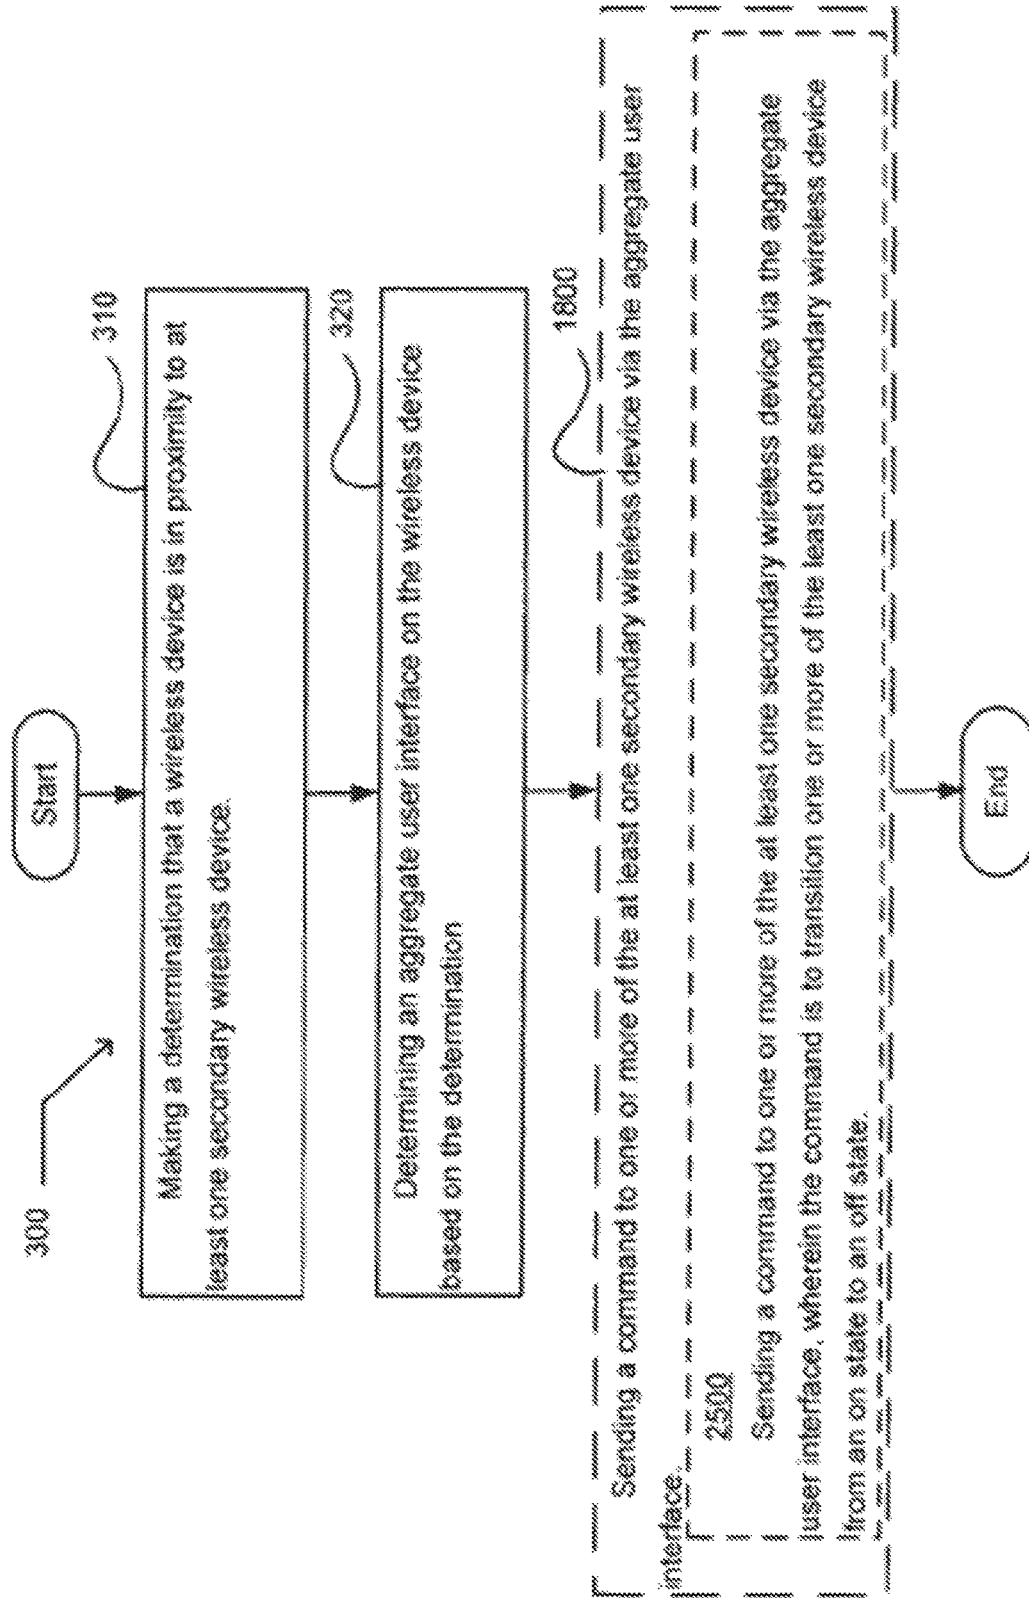 300
Start
310
Making a determination that a wireless device is in proximity to at
least one secondary wireless device.
320
Determining an aggregate user interface on the wireless device
based on the determination
1800
Sending a command to one or more of the at least one secondary wireless device via the aggregate user
interface.
2500
Sending a command to one or more of the at least one secondary wireless device via the aggregate
user interface, wherein the command is to transition one or more of the least one secondary wireless device
from an on state to an off state.
End